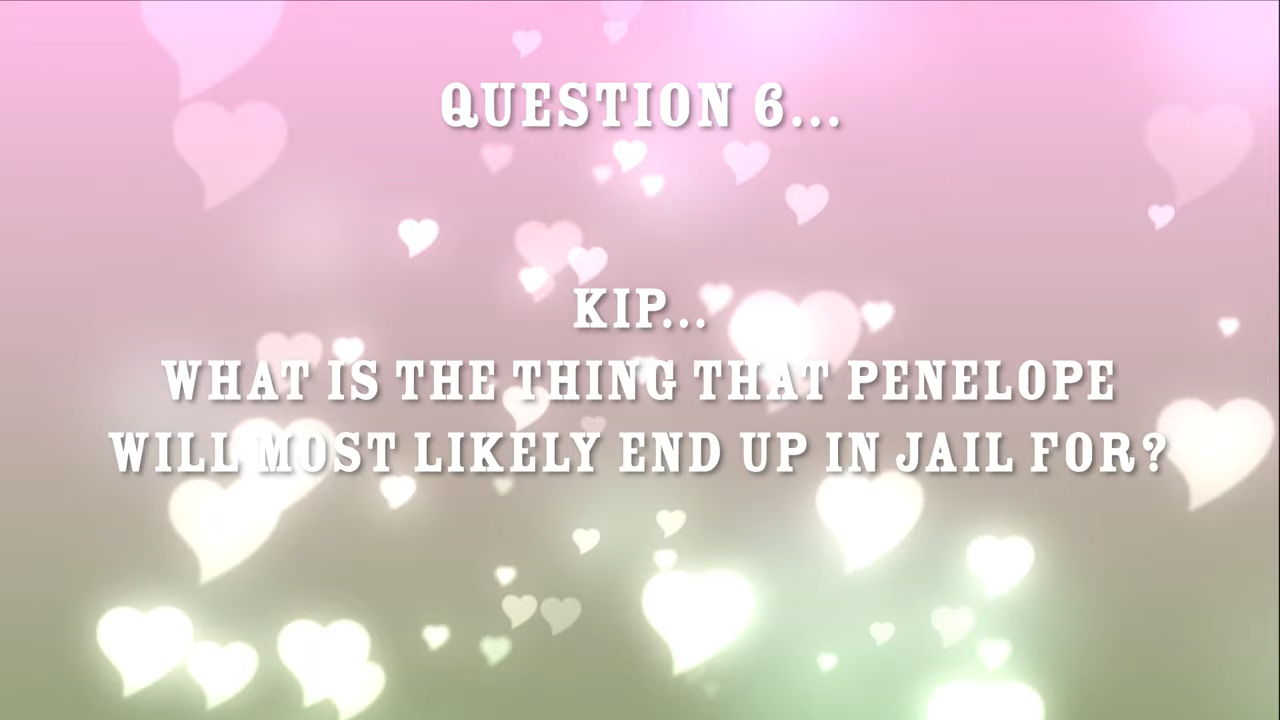 QUESTION 6...
KIP...
WHAT IS THE THING THAT PENELOPE
WILL MOST LIKELY END UP IN JAIL FOR?